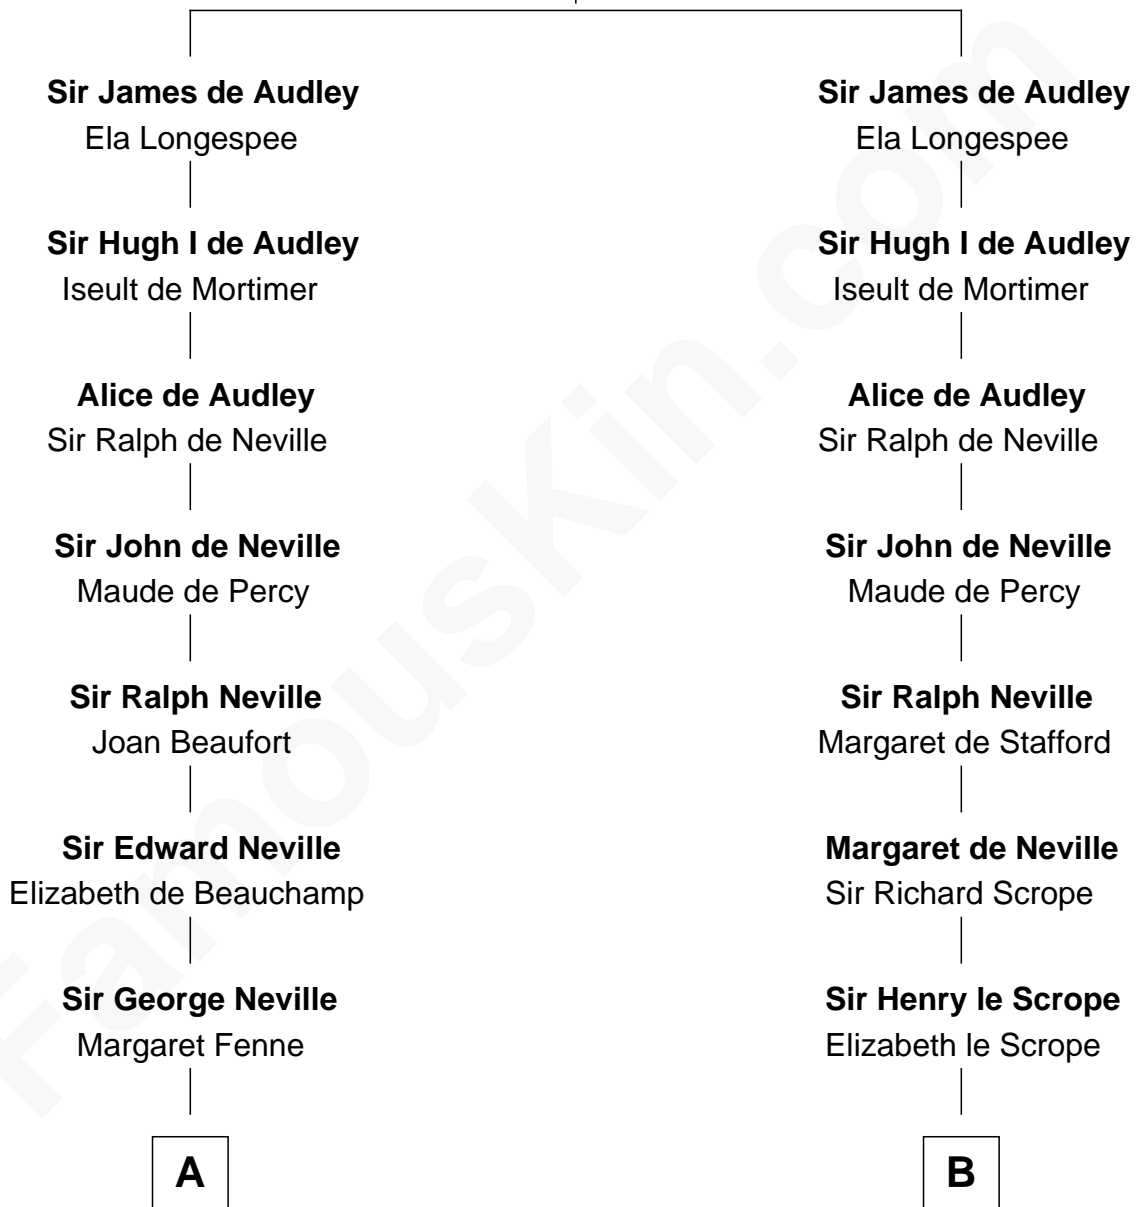 Sir James de Audley
Ela Longespee
Sir Hugh I de Audley
Iseult de Mortimer
Alice de Audley
Sir Ralph de Neville
Sir John de Neville
Maude de Percy
Sir Ralph Neville
Joan Beaufort
Sir Edward Neville
Elizabeth de Beauchamp
Sir George Neville
Margaret Fenne
A
Sir James de Audley
Ela Longespee
Sir Hugh I de Audley
Iseult de Mortimer
Alice de Audley
Sir Ralph de Neville
Sir John de Neville
Maude de Percy
Sir Ralph Neville
Margaret de Stafford
Margaret de Neville
Sir Richard Scrope
Sir Henry le Scrope
Elizabeth le Scrope
B
FamousKin.com